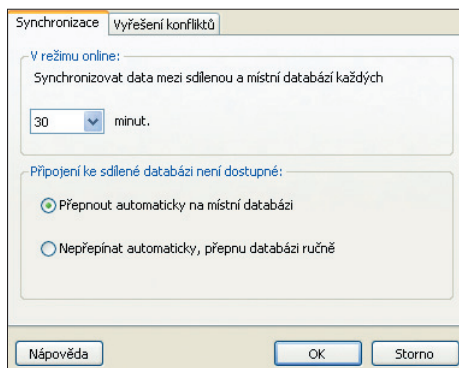 Synchronizace Vyřešení konfliktů
V režimu online:
Synchronizovat data mezi sdílenou a místní databází každých
30 minut.
Připojení ke sdílené databázi není dostupné:
Přepnout automaticky na místní databázi
Nepřepínat automaticky, přepnu databázi ručně
Nápověda OK Storno